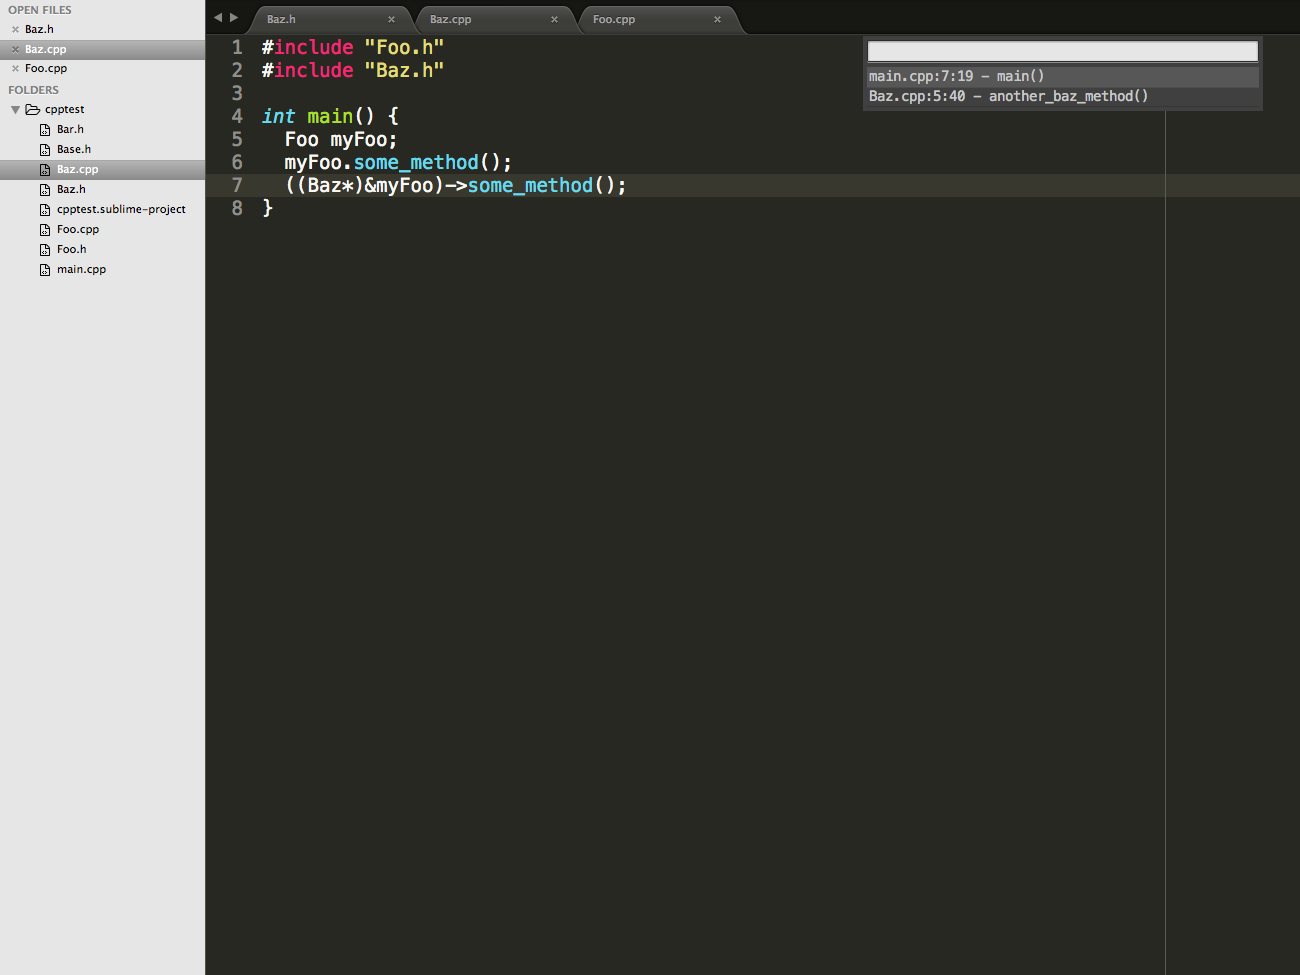 OPEN FILES
Baz.h
Baz.cpp
Foo.cpp
FOLDERS
cpptest
Bar.h
Base.h
Baz.cpp
Baz.h
cpptest.sublime-project
Foo.cpp
Foo.h
main.cpp
Baz.h
Baz.cpp
Foo.cpp
1 #include "Foo.h"
2 #include "Baz.h"
3
4 int main() {
5 Foo myFoo;
6 myFoo.some_method();
7 ((Baz*)&myFoo)->some_method();
8 }
main.cpp:7:19 – main()
Baz.cpp:5:40 – another_baz_method()